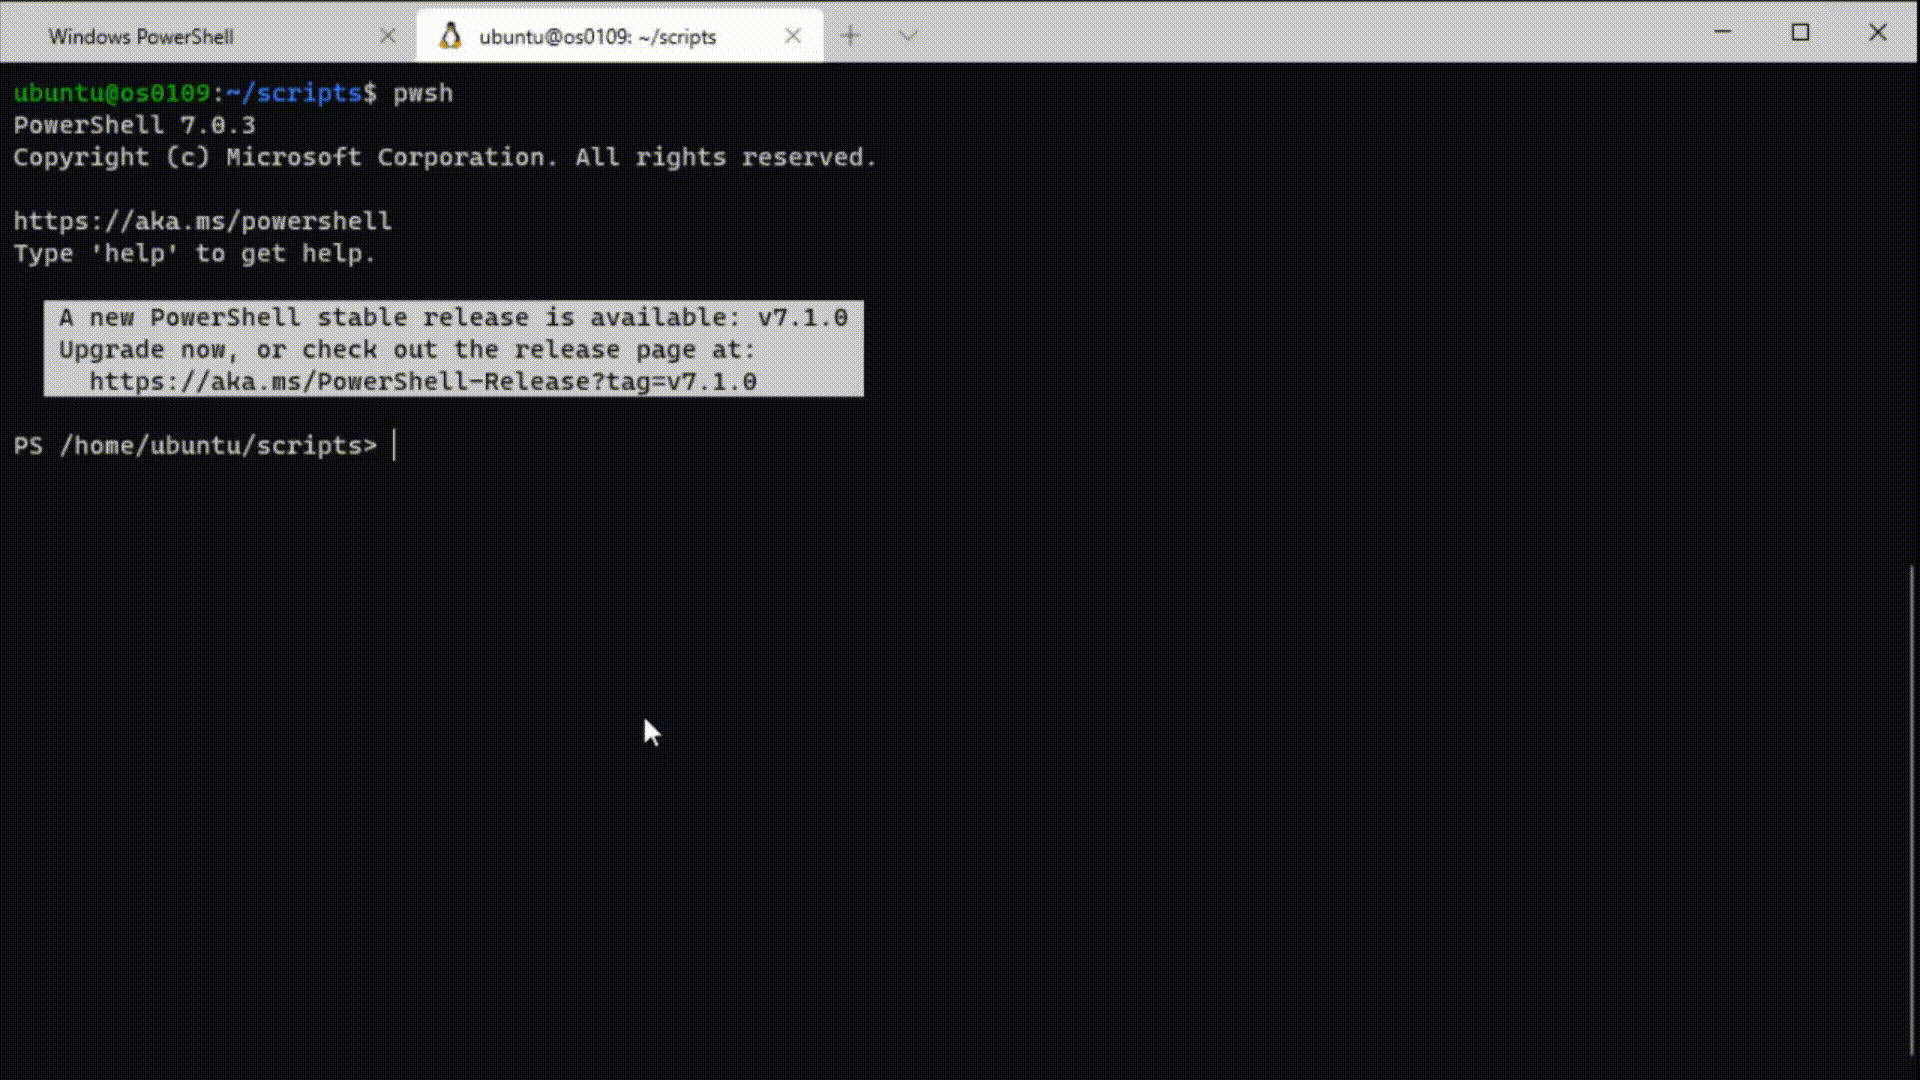 Windows PowerShell
ubuntu@os0109: ~/scripts
ubuntu@os0109:~/scripts$ pwsh
PowerShell 7.0.3
Copyright (c) Microsoft Corporation. All rights reserved.
https://aka.ms/powershell
Type 'help' to get help.
A new PowerShell stable release is available: v7.1.0
Upgrade now, or check out the release page at:
https://aka.ms/PowerShell-Release?tag=v7.1.0
PS /home/ubuntu/scripts>